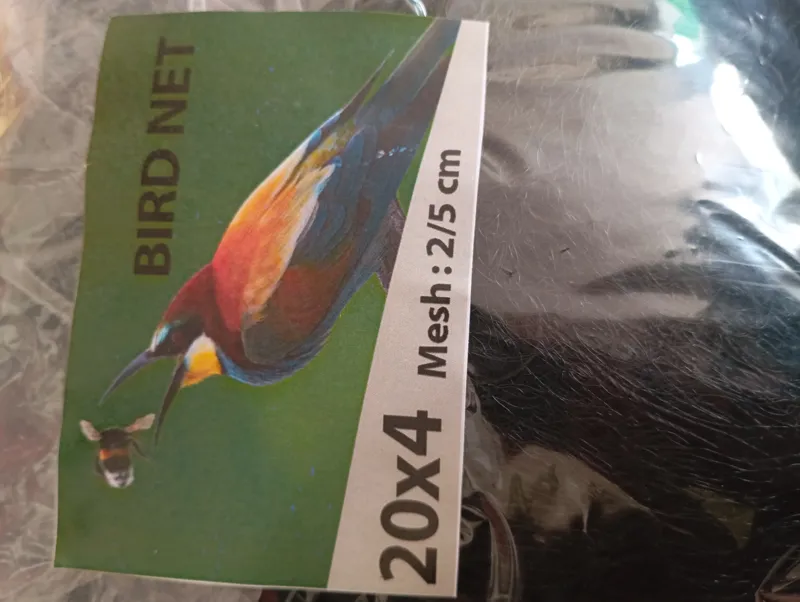 BIRD NET
Mesh : 2/5 cm
20x4